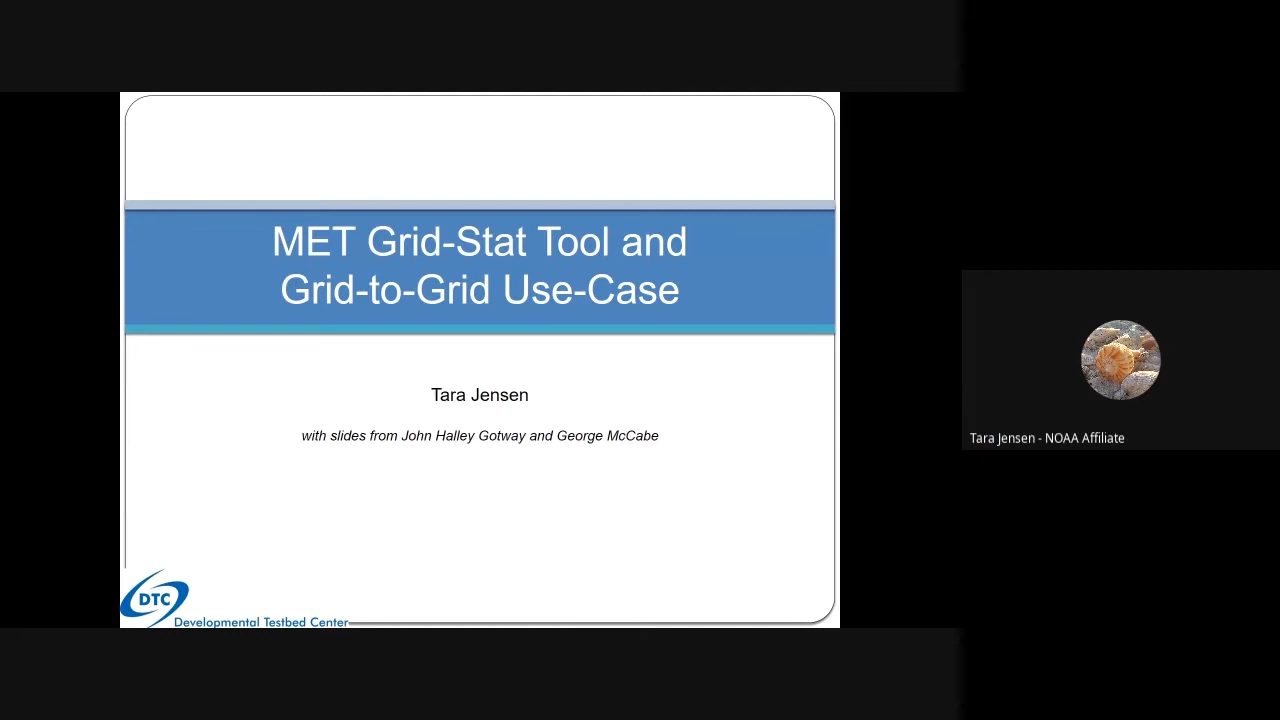 MET Grid-Stat Tool and
Grid-to-Grid Use-Case
Tara Jensen
with slides from John Halley Gotway and George McCabe
DTC
Developmental Testbed Center
Tara Jensen - NOAA Affiliate